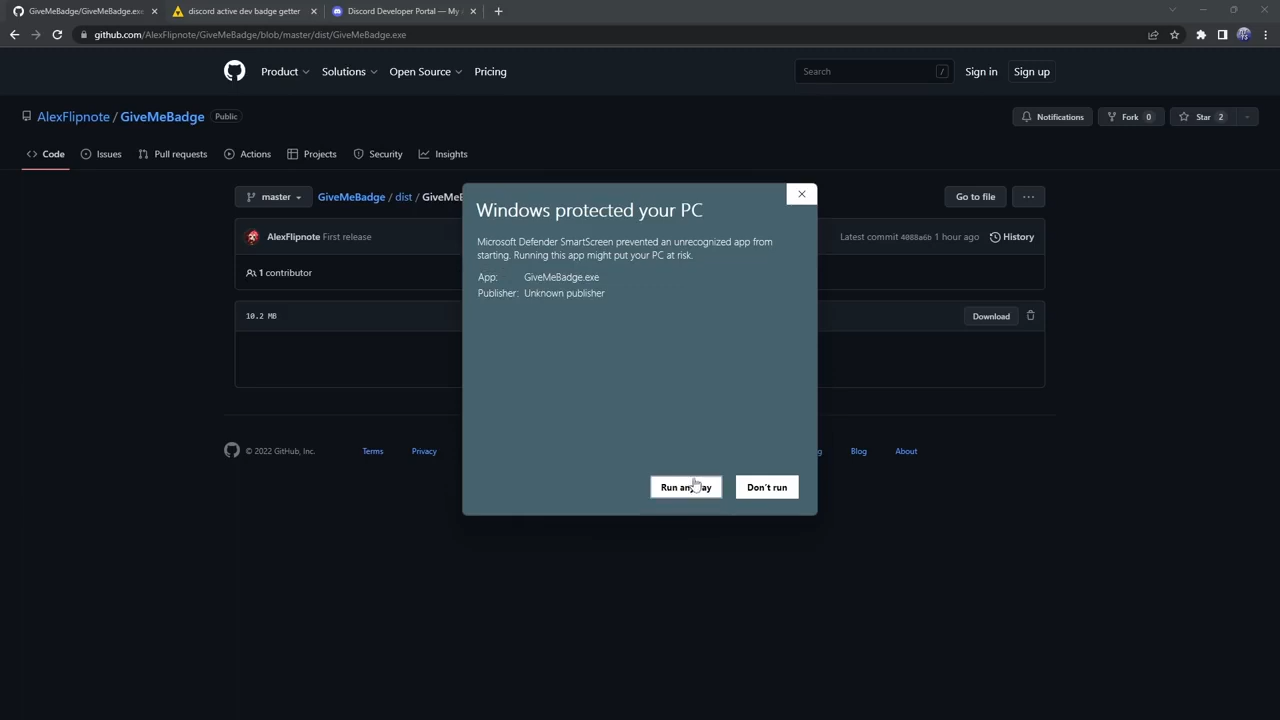 GiveMeBadge/GiveMeBadge.exe
discord active dev badge getter
Discord Developer Portal — My A
github.com/AlexFlipnote/GiveMeBadge/blob/master/dist/GiveMeBadge.exe
Product Solutions Open Source Pricing
Search /
Sign in Sign up
AlexFlipnote / GiveMeBadge Public
Notifications Fork 0 Star 2
Code Issues Pull requests Actions Projects Security Insights
master GiveMeBadge / dist / GiveMeB
Go to file ...
AlexFlipnote First release
Latest commit 4088a6b 1 hour ago History
1 contributor
10.2 MB
Download
Windows protected your PC
Microsoft Defender SmartScreen prevented an unrecognized app from
starting. Running this app might put your PC at risk.
App: GiveMeBadge.exe
Publisher: Unknown publisher
Run anyway Don't run
© 2022 GitHub, Inc. Terms Privacy g Blog About